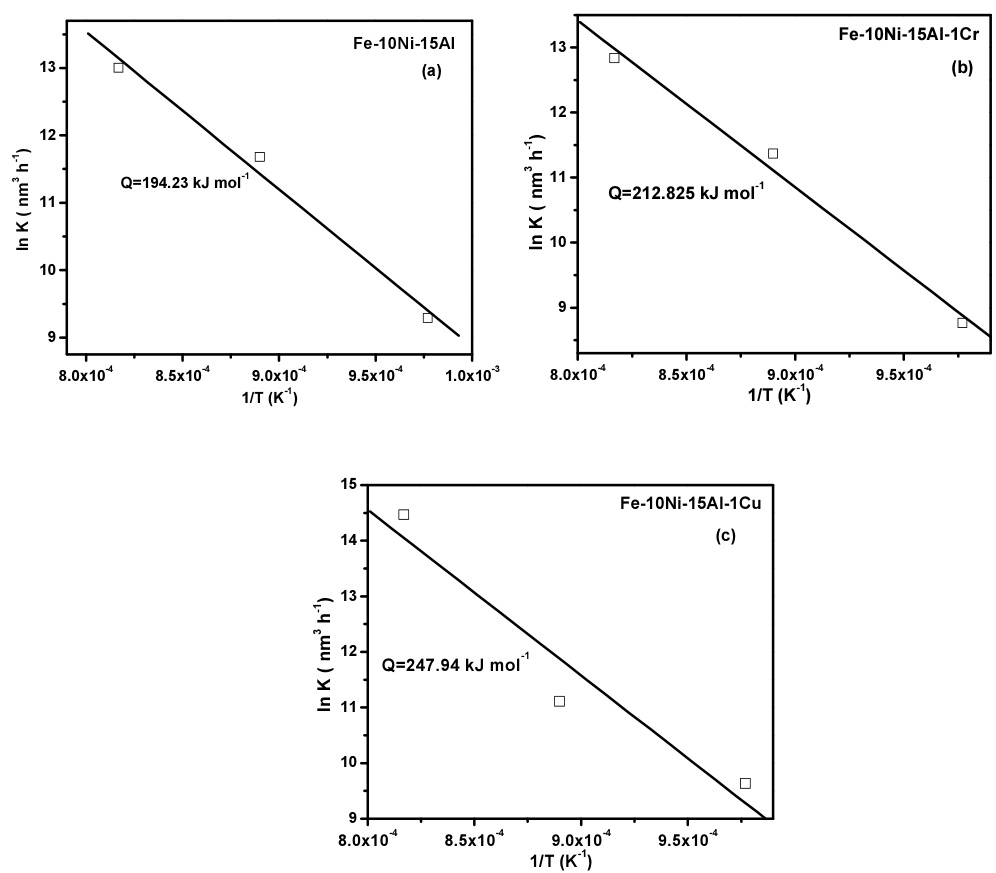 Fe-10Ni-15Al
(a)
13
12
11
10
9
ln K ( nm³ h⁻¹)
Q=194.23 kJ mol⁻¹
8.0x10⁻⁴ 8.5x10⁻⁴ 9.0x10⁻⁴ 9.5x10⁻⁴ 1.0x10⁻³
1/T (K⁻¹)
Fe-10Ni-15Al-1Cr
(b)
13
12
11
10
9
ln K ( nm³ h⁻¹)
Q=212.825 kJ mol⁻¹
8.0x10⁻⁴ 8.5x10⁻⁴ 9.0x10⁻⁴ 9.5x10⁻⁴
1/T (K⁻¹)
Fe-10Ni-15Al-1Cu
(c)
15
14
13
12
11
10
9
ln K ( nm³ h⁻¹)
Q=247.94 kJ mol⁻¹
8.0x10⁻⁴ 8.5x10⁻⁴ 9.0x10⁻⁴ 9.5x10⁻⁴
1/T (K⁻¹)